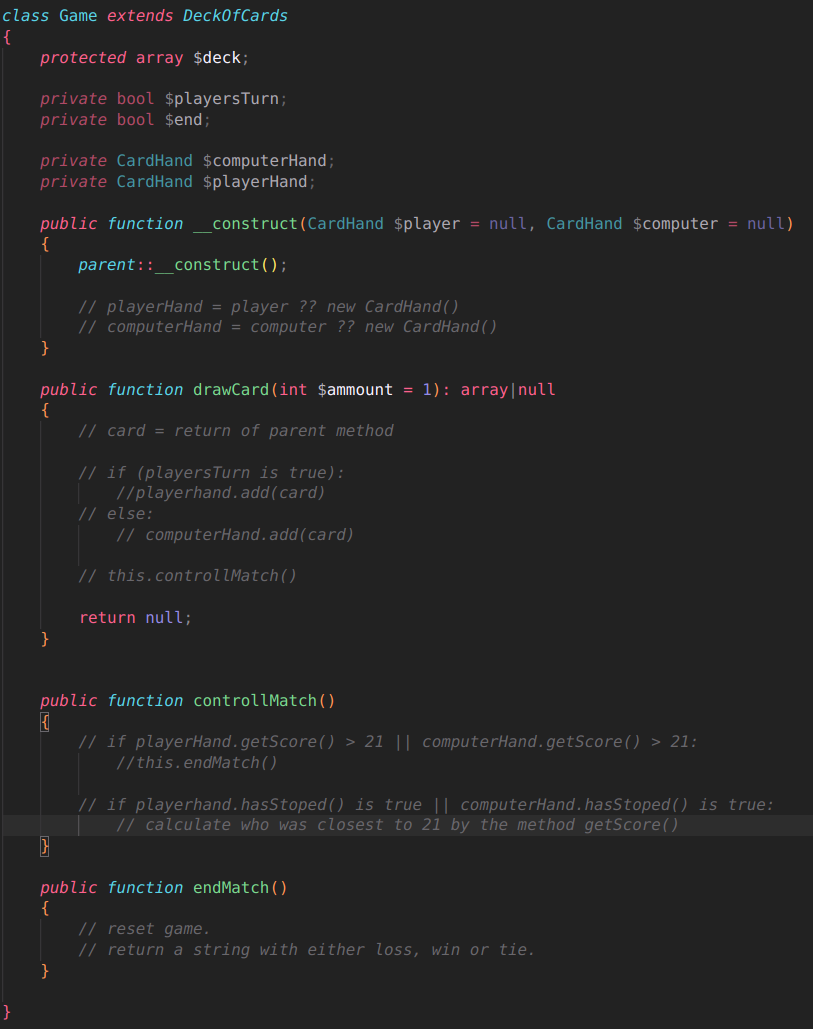 class Game extends DeckOfCards
{
    protected array $deck;

    private bool $playersTurn;
    private bool $end;

    private CardHand $computerHand;
    private CardHand $playerHand;

    public function __construct(CardHand $player = null, CardHand $computer = null)
    {
        parent::__construct();

        // playerHand = player ?? new CardHand()
        // computerHand = computer ?? new CardHand()
    }

    public function drawCard(int $ammount = 1): array|null
    {
        // card = return of parent method

        // if (playersTurn is true):
            //playerhand.add(card)
        // else:
            // computerHand.add(card)

        // this.controllMatch()

        return null;
    }


    public function controllMatch()
    {
        // if playerHand.getScore() > 21 || computerHand.getScore() > 21:
            //this.endMatch()

        // if playerhand.hasStoped() is true || computerHand.hasStoped() is true:
            // calculate who was closest to 21 by the method getScore()
    }

    public function endMatch()
    {
        // reset game.
        // return a string with either loss, win or tie.
    }

}